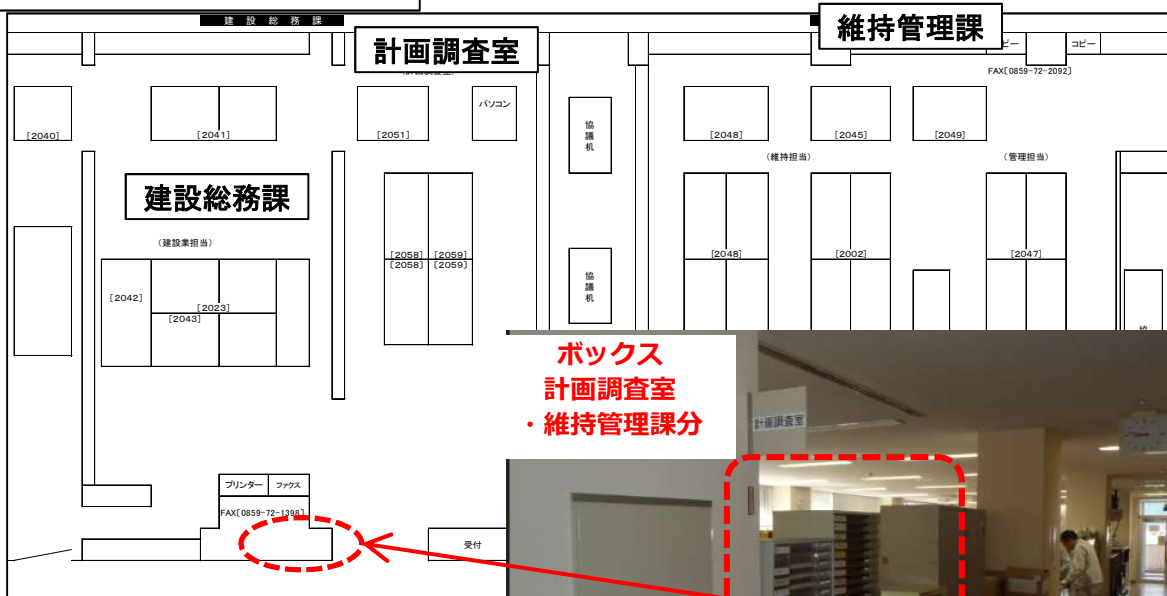 建設総務課
計画調査室
維持管理課
コピー
FAX[0859-72-2092]
パソコン
[2040]
[2041]
[2051]
協議机
[2048]
[2045]
[2049]
(維持担当)
(管理担当)
建設総務課
(建設業担当)
[2058]
[2059]
[2058]
[2059]
[2048]
[2002]
[2047]
[2042]
[2023]
[2043]
協議机
ボックス
計画調査室
・維持管理課分
計画調査室
プリンター
ファクス
FAX[0859-72-1398]
受付